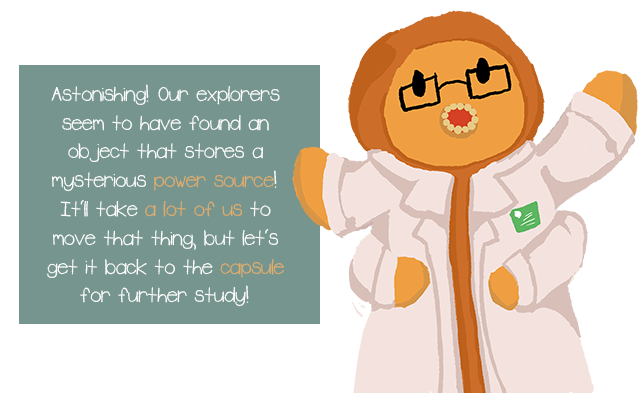 Astonishing! Our explorers
seem to have found an
object that stores a
mysterious power source!
It'll take a lot of us to
move that thing, but let's
get it back to the capsule
for further study!